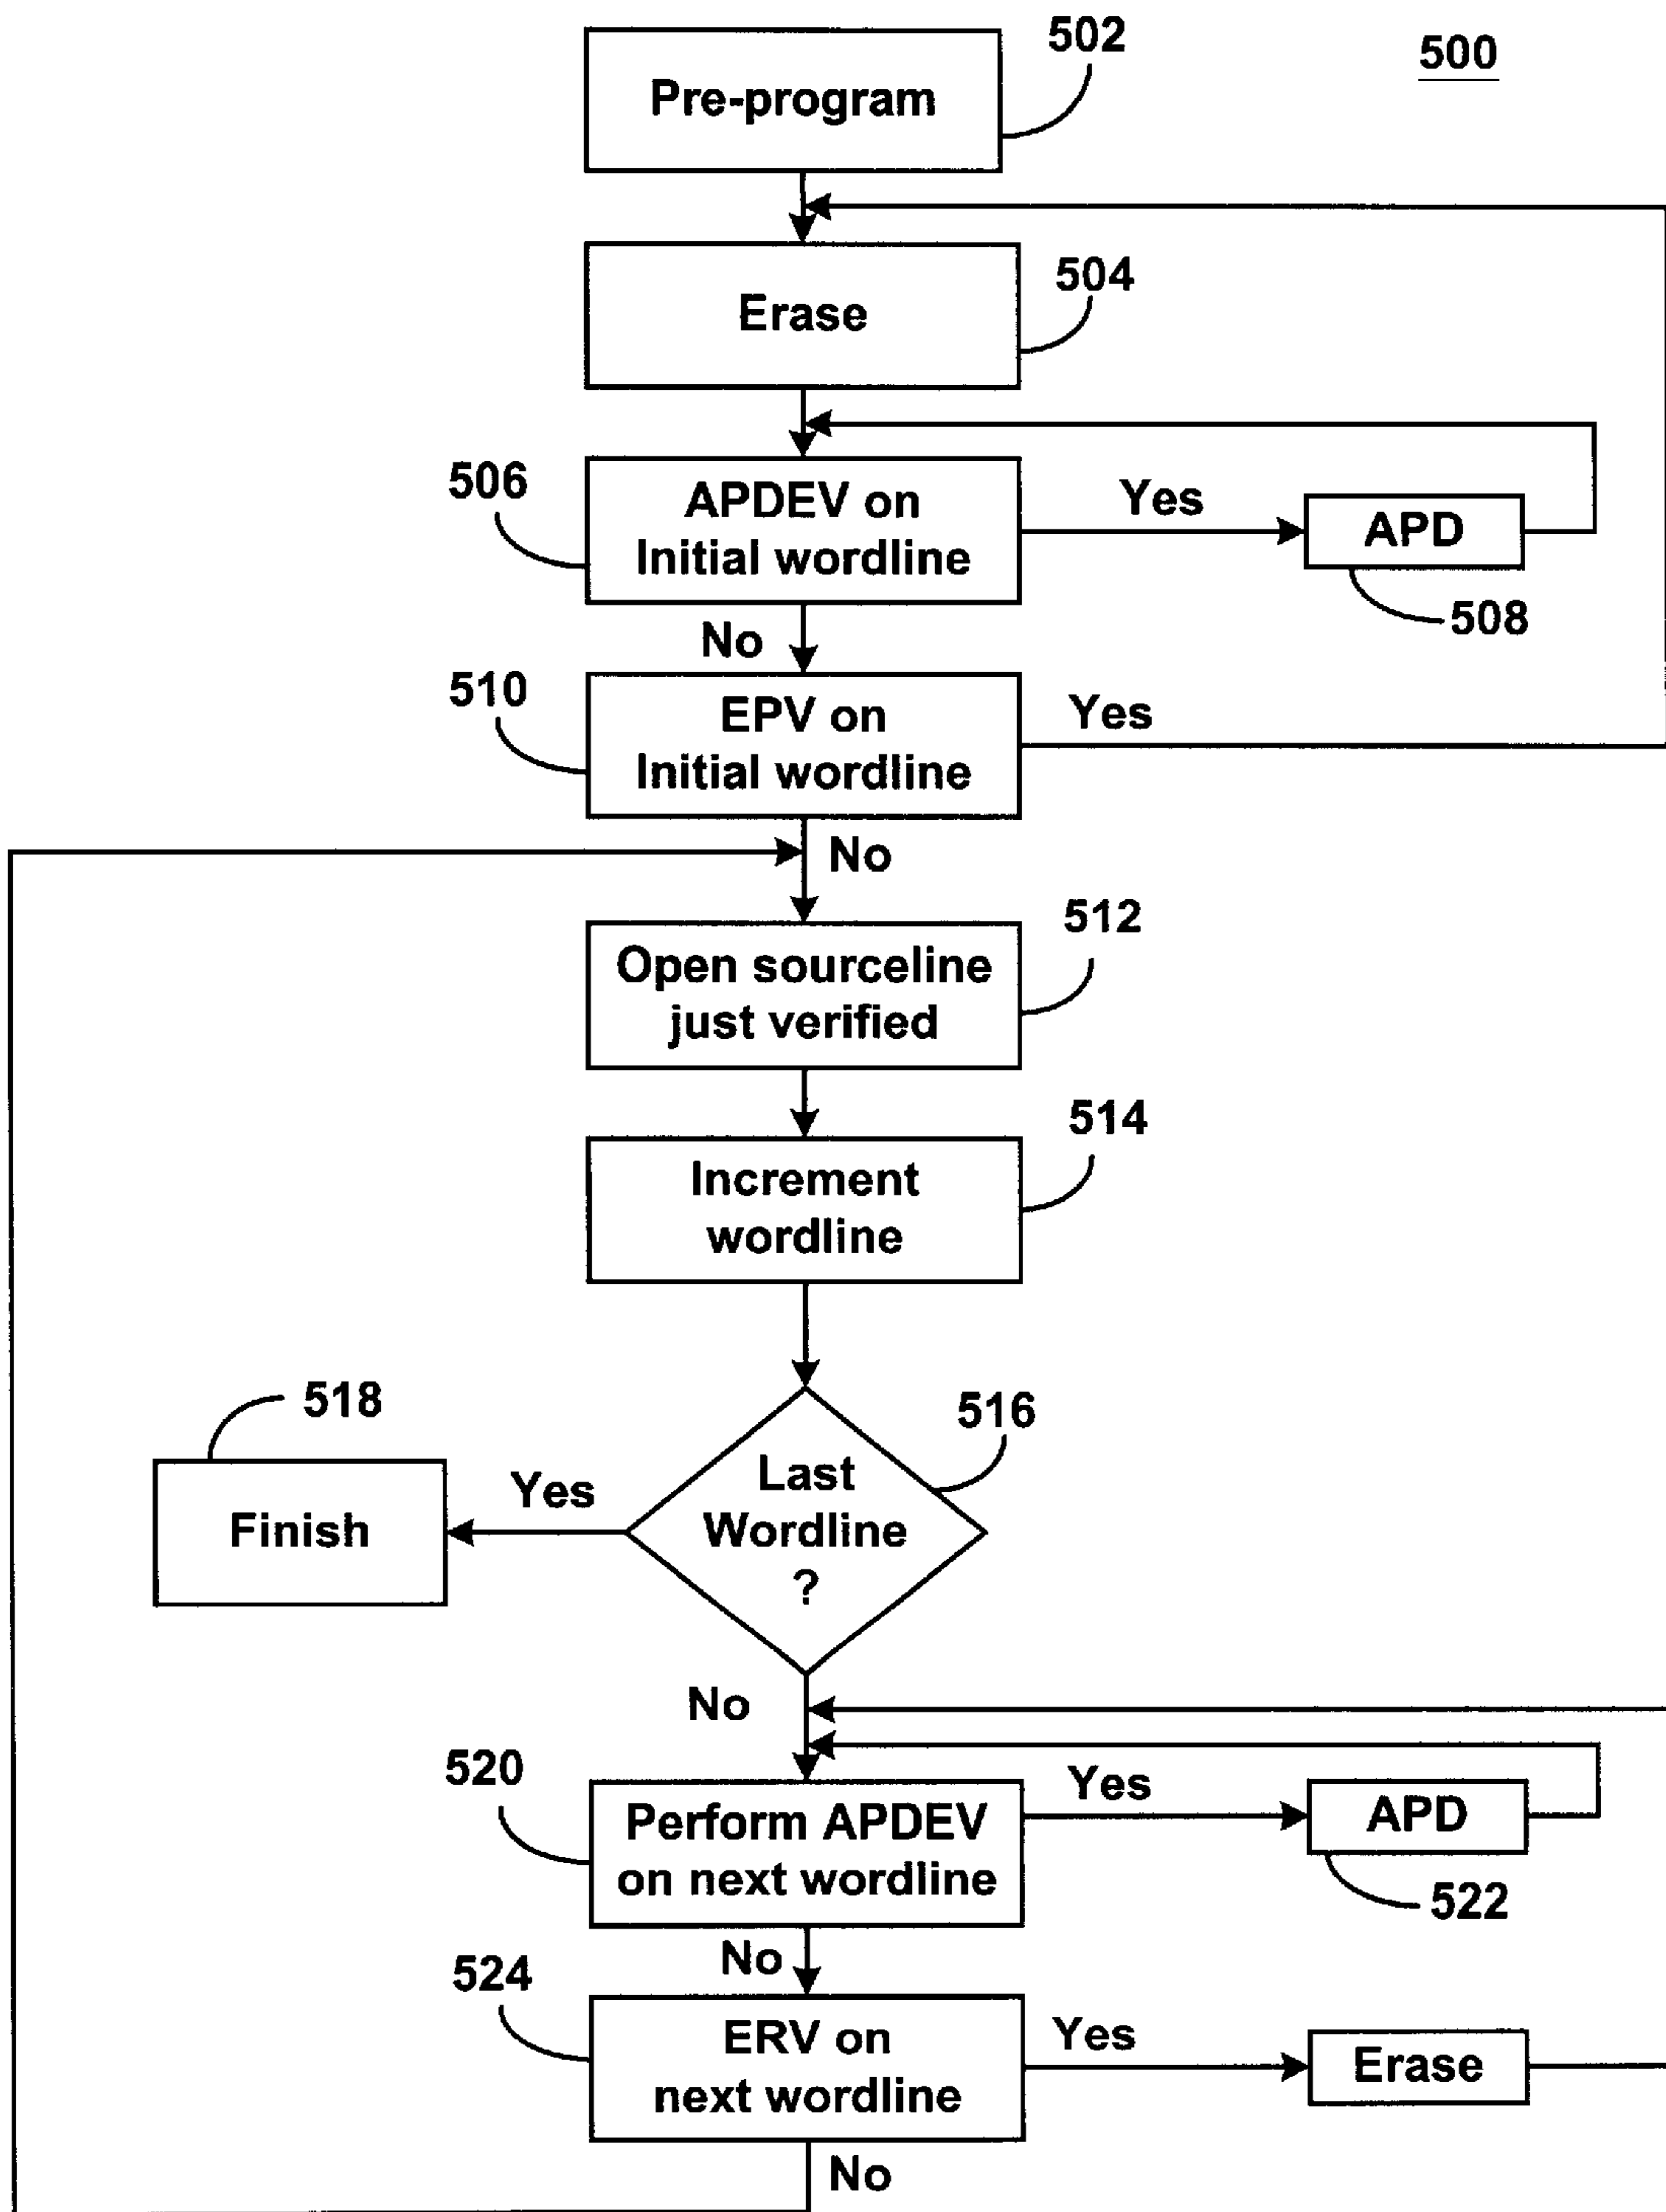 502
500
Pre-program
504
Erase
506
APDEV on
Initial wordline
Yes
APD
508
No
510
EPV on
Initial wordline
Yes
No
512
Open sourceline
just verified
514
Increment
wordline
518
516
Last
Wordline
?
Yes
Finish
No
520
Perform APDEV
on next wordline
Yes
APD
522
No
524
ERV on
next wordline
Yes
Erase
No